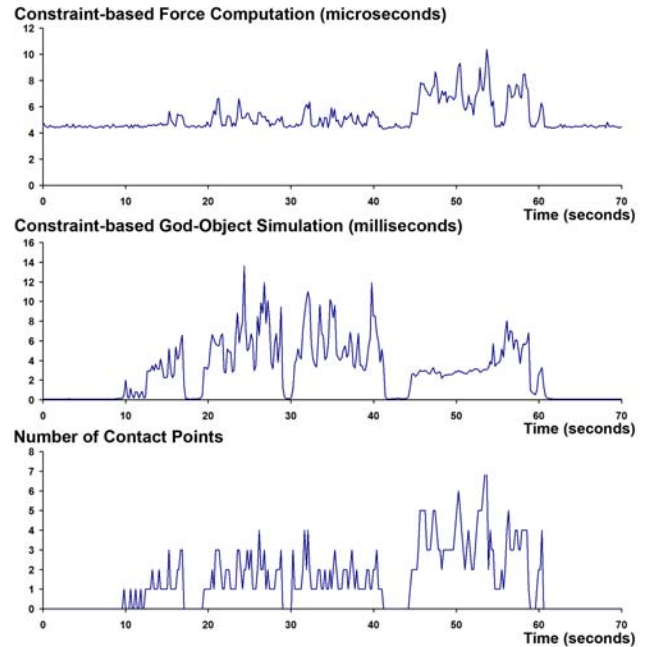 Constraint-based Force Computation (microseconds)
12
10
8
6
4
2
0
0 10 20 30 40 50 60 70
Time (seconds)
Constraint-based God-Object Simulation (milliseconds)
16
14
12
10
8
6
4
2
0
0 10 20 30 40 50 60 70
Time (seconds)
Number of Contact Points
8
7
6
5
4
3
2
1
0
0 10 20 30 40 50 60 70
Time (seconds)